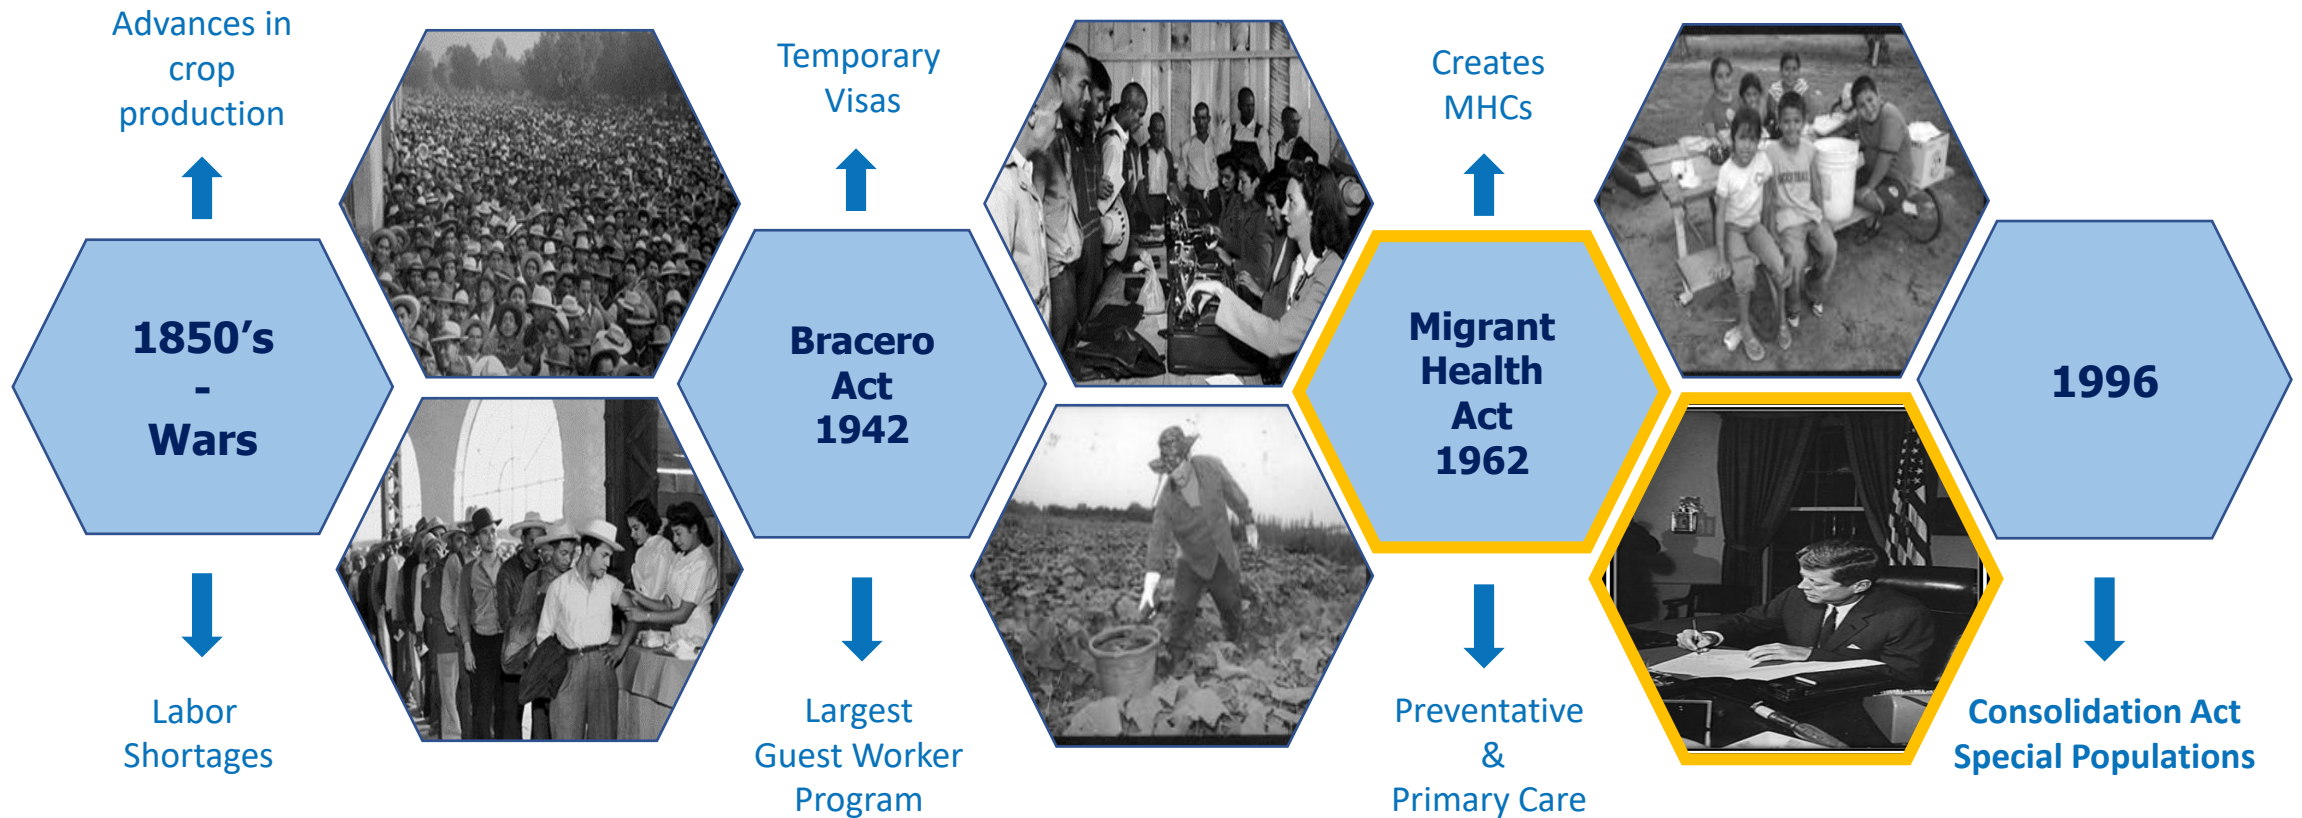 Advances in
crop
production
1850’s
-
Wars
Labor
Shortages
Temporary
Visas
Bracero
Act
1942
Largest
Guest Worker
Program
Creates
MHCs
Migrant
Health
Act
1962
Preventative
&
Primary Care
1996
Consolidation Act
Special Populations